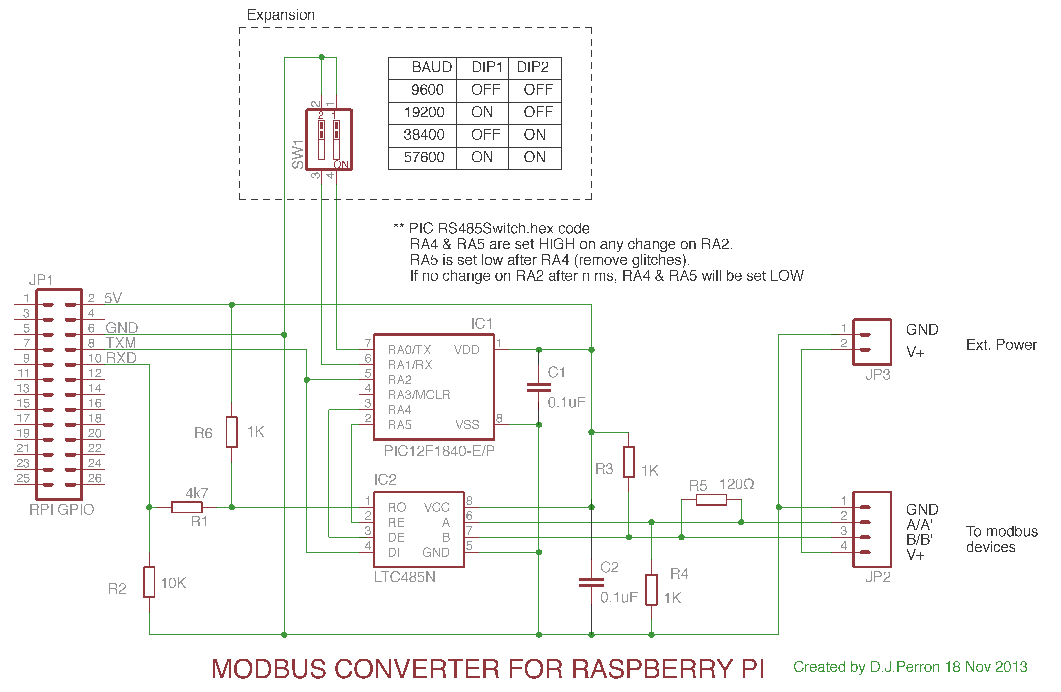 Expansion
BAUD DIP1 DIP2
9600 OFF OFF
19200 ON OFF
38400 OFF ON
57600 ON ON
2 1
2 1
ON
SW1
3 4
** PIC RS485Switch.hex code
RA4 & RA5 are set HIGH on any change on RA2.
RA5 is set low after RA4 (remove glitches).
If no change on RA2 after n ms, RA4 & RA5 will be set LOW
JP1
1 2 5V
3 4
5 6 GND
7 8 TXM
9 10 RXD
11 12
13 14
15 16
17 18
19 20
21 22
23 24
25 26
RPI GPIO
IC1
7 RA0/TX VDD 1
6 RA1/RX
5 RA2
4 RA3/MCLR
3 RA4
2 RA5 VSS 8
PIC12F1840-E/P
C1
0.1uF
R6 1K
4k7
R1
R2 10K
IC2
1 RO VCC 8
2 RE A 6
3 DE B 7
4 DI GND 5
LTC485N
R3 1K
R5 120Ω
C2
0.1uF
R4
1K
1 GND
2 V+
JP3
Ext. Power
1 GND
2 A/A'
3 B/B'
4 V+
JP2
To modbus
devices
MODBUS CONVERTER FOR RASPBERRY PI
Created by D.J.Perron 18 Nov 2013